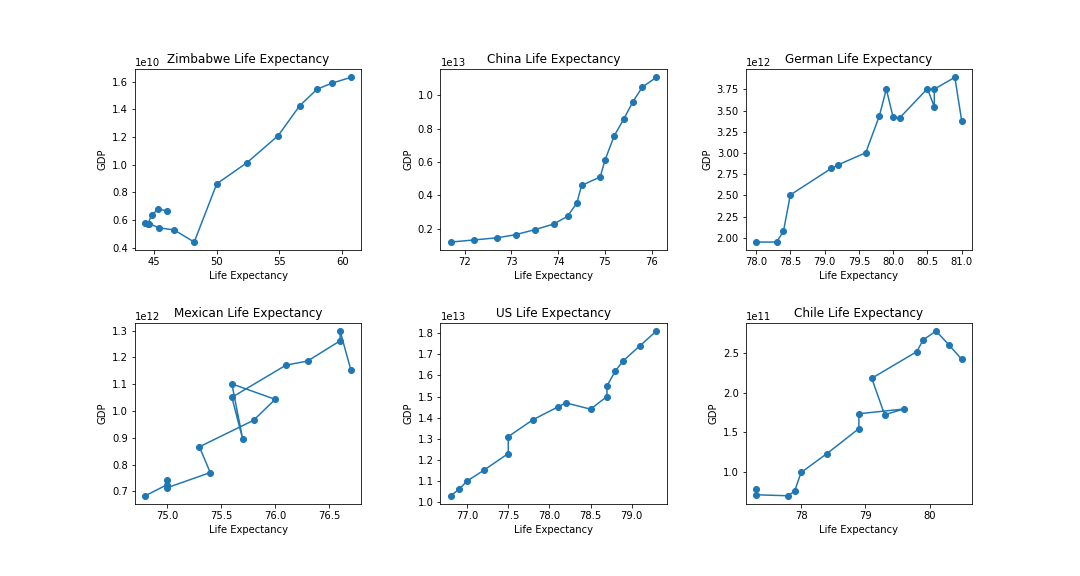 Zimbabwe Life Expectancy
1e10
1.6
1.4
1.2
1.0
0.8
0.6
0.4
GDP
45 50 55 60
Life Expectancy
China Life Expectancy
1e13
1.0
0.8
0.6
0.4
0.2
GDP
72 73 74 75 76
Life Expectancy
German Life Expectancy
1e12
3.75
3.50
3.25
3.00
2.75
2.50
2.25
2.00
GDP
78.0 78.5 79.0 79.5 80.0 80.5 81.0
Life Expectancy
Mexican Life Expectancy
1e12
1.3
1.2
1.1
1.0
0.9
0.8
0.7
GDP
75.0 75.5 76.0 76.5
Life Expectancy
US Life Expectancy
1e13
1.8
1.7
1.6
1.5
1.4
1.3
1.2
1.1
1.0
GDP
77.0 77.5 78.0 78.5 79.0
Life Expectancy
Chile Life Expectancy
1e11
2.5
2.0
1.5
1.0
GDP
78 79 80
Life Expectancy